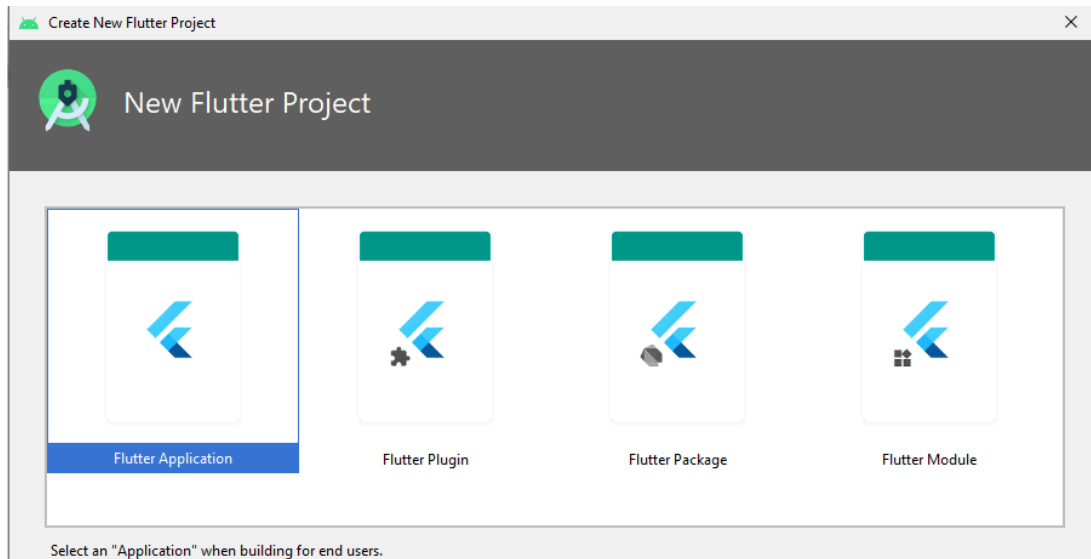 Create New Flutter Project
New Flutter Project
Flutter Application
Flutter Plugin
Flutter Package
Flutter Module
Select an "Application" when building for end users.